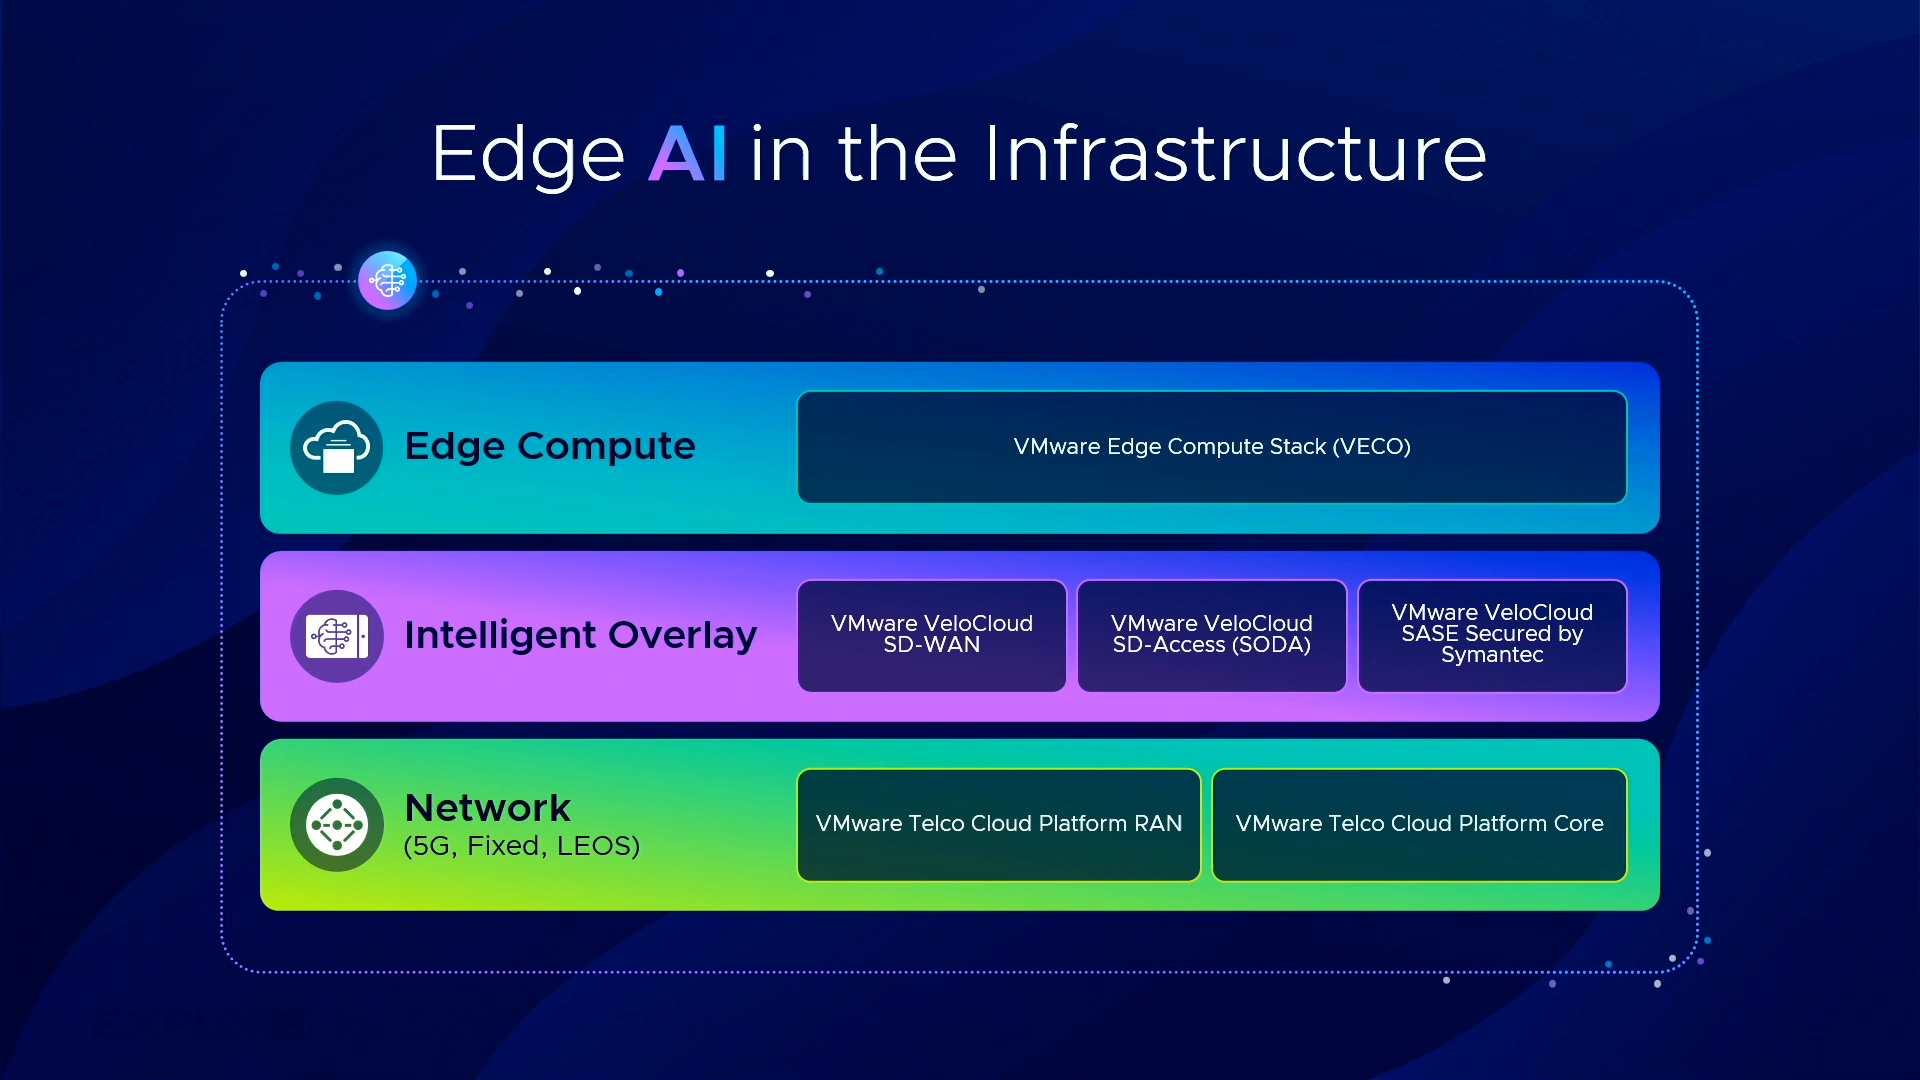 Edge AI in the Infrastructure
Edge Compute
VMware Edge Compute Stack (VECO)
Intelligent Overlay
VMware VeloCloud
SD-WAN
VMware VeloCloud
SD-Access (SODA)
VMware VeloCloud
SASE Secured by
Symantec
Network
(5G, Fixed, LEOS)
VMware Telco Cloud Platform RAN
VMware Telco Cloud Platform Core
EXPLORE